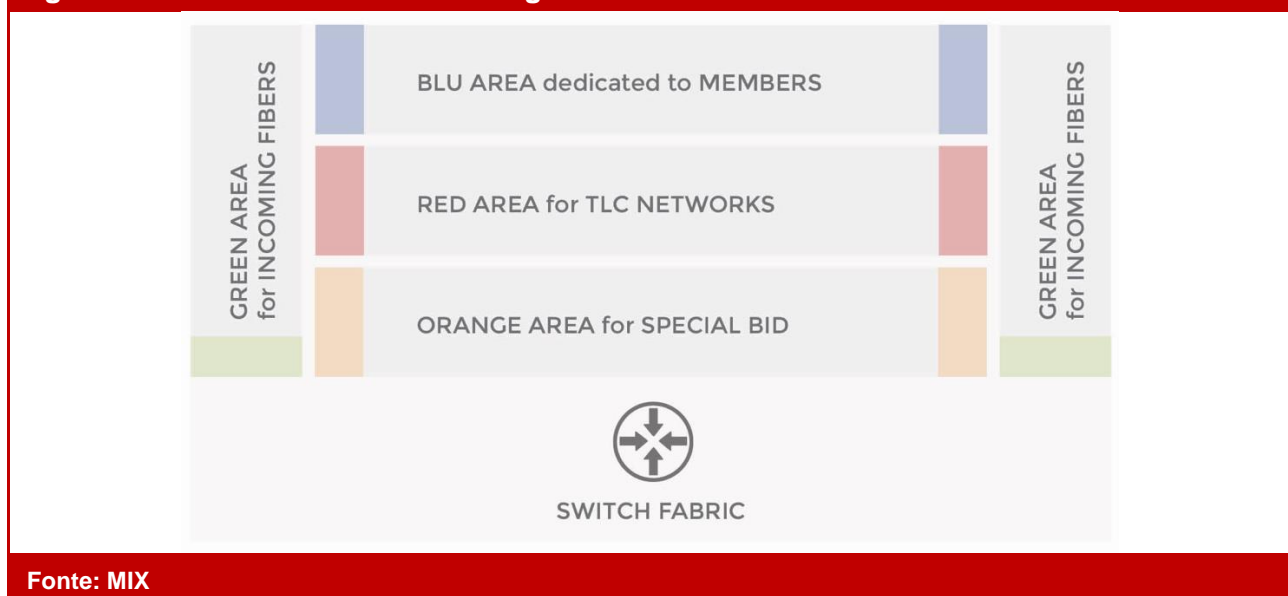 GREEN AREA
for INCOMING FIBERS
BLU AREA dedicated to MEMBERS
RED AREA for TLC NETWORKS
ORANGE AREA for SPECIAL BID
GREEN AREA
for INCOMING FIBERS
SWITCH FABRIC
Fonte: MIX